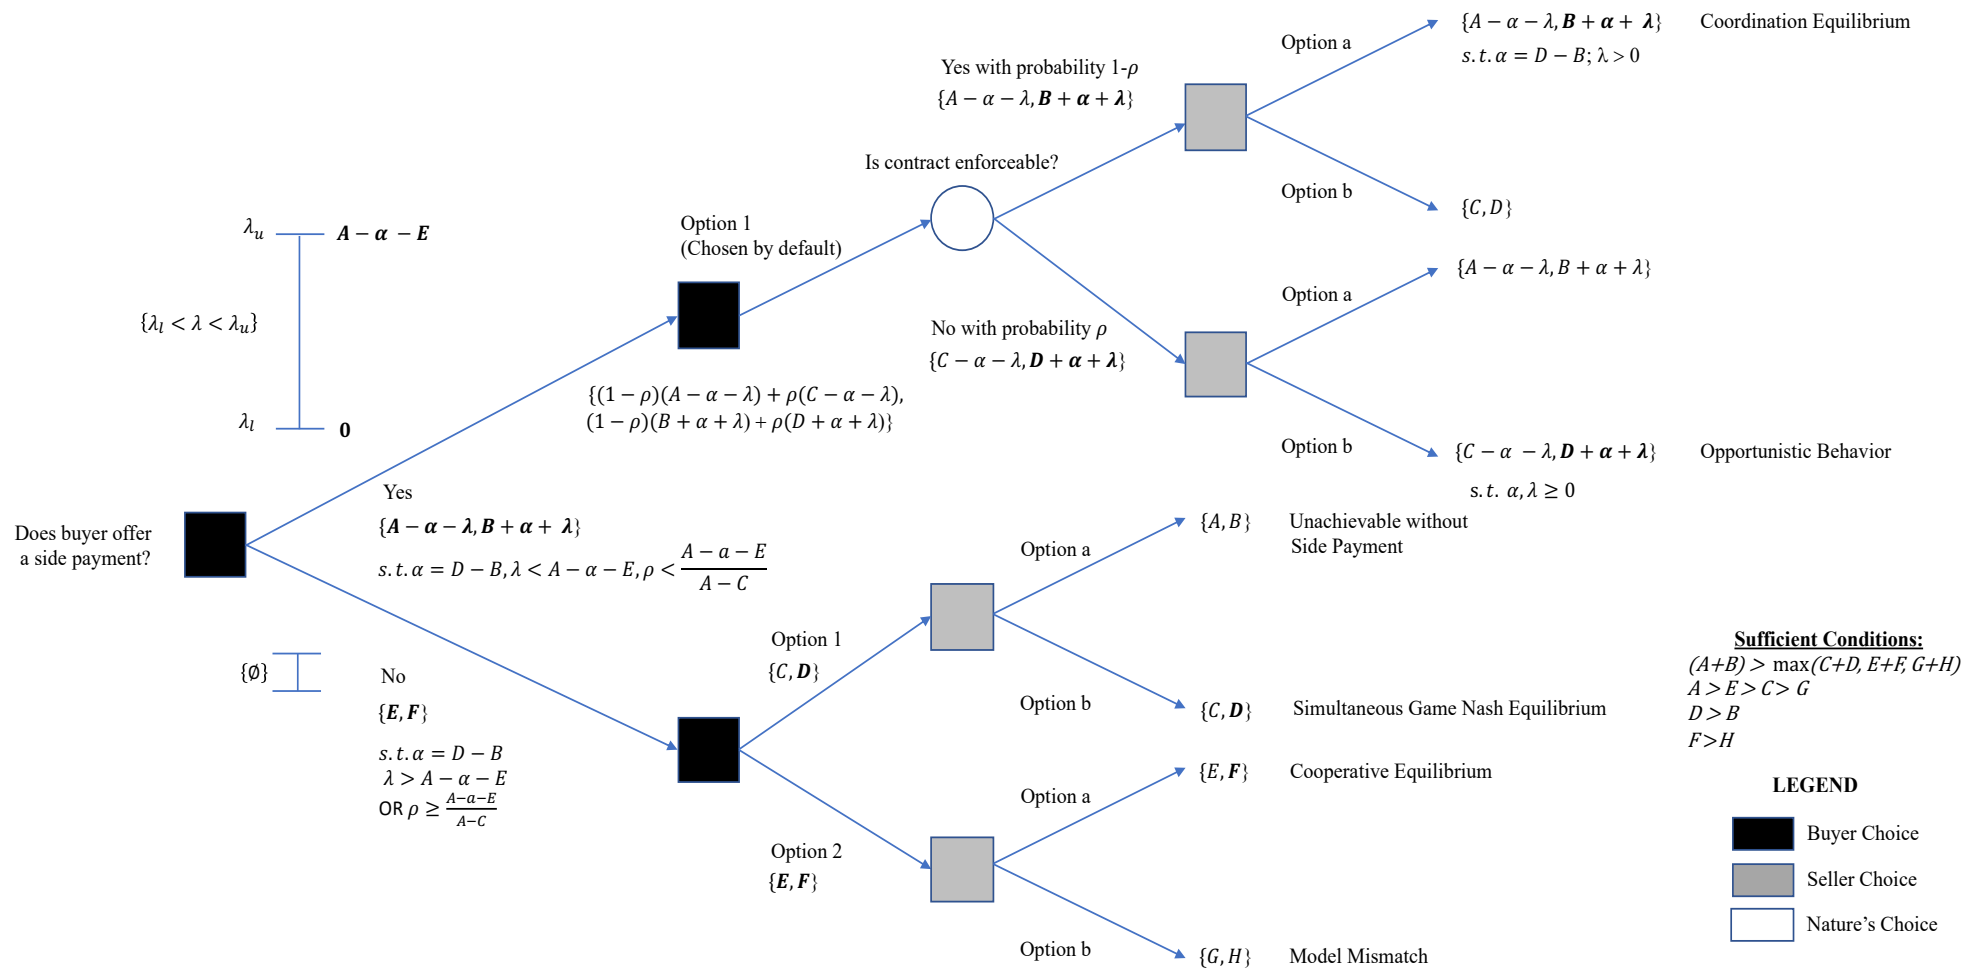 {A − α − λ, B + α + λ} Coordination Equilibrium
s.t. α = D − B; λ > 0
Option a
Yes with probability 1-ρ
{A − α − λ, B + α + λ}
Is contract enforceable?
Option b
{C, D}
Option 1
(Chosen by default)
λᵤ A − α − E
{λₗ < λ < λᵤ}
λₗ 0
{A − α − λ, B + α + λ}
Option a
No with probability ρ
{C − α − λ, D + α + λ}
{(1 − ρ)(A − α − λ) + ρ(C − α − λ),
(1 − ρ)(B + α + λ) + ρ(D + α + λ)}
Option b
{C − α − λ, D + α + λ} Opportunistic Behavior
s.t. α, λ ≥ 0
Does buyer offer
a side payment?
Yes
{A − α − λ, B + α + λ}
s.t. α = D − B, λ < A − α − E, ρ < (A − a − E)/(A − C)
{∅}
No
{E, F}
s.t. α = D − B
λ > A − α − E
OR ρ ≥ (A−a−E)/(A−C)
Option 1
{C, D}
Option a
{A, B} Unachievable without
Side Payment
Option b
{C, D} Simultaneous Game Nash Equilibrium
Option 2
{E, F}
Option a
{E, F} Cooperative Equilibrium
Option b
{G, H} Model Mismatch
Sufficient Conditions:
(A+B) > max(C+D, E+F, G+H)
A > E > C > G
D > B
F>H
LEGEND
Buyer Choice
Seller Choice
Nature’s Choice